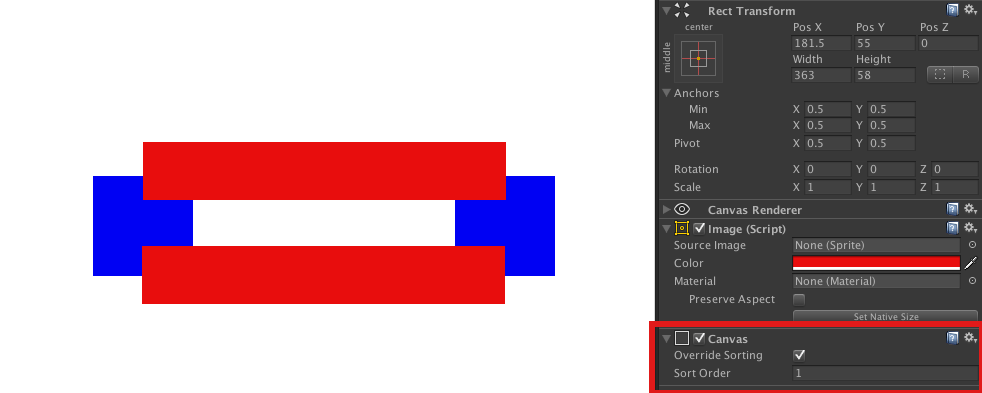 Rect Transform
center
middle
Pos X Pos Y Pos Z
181.5 55 0
Width Height
363 58
R
Anchors
Min X 0.5 Y 0.5
Max X 0.5 Y 0.5
Pivot X 0.5 Y 0.5
Rotation X 0 Y 0 Z 0
Scale X 1 Y 1 Z 1
Canvas Renderer
Image (Script)
Source Image None (Sprite)
Color
Material None (Material)
Preserve Aspect
Set Native Size
Canvas
Override Sorting
Sort Order 1